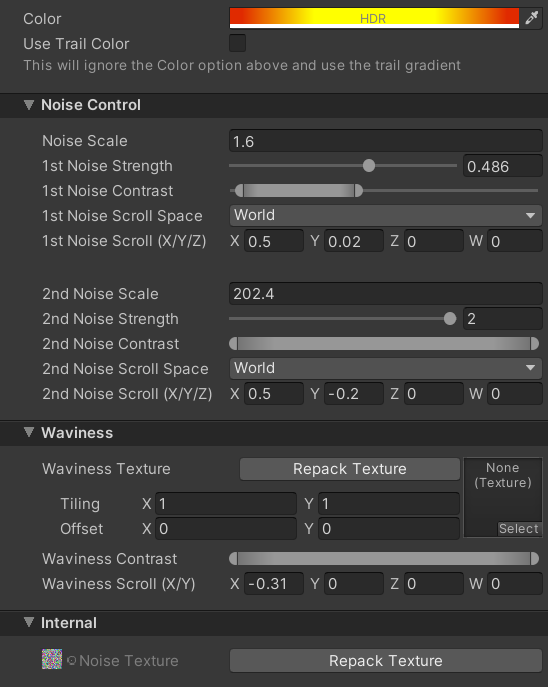 Color HDR
Use Trail Color
This will ignore the Color option above and use the trail gradient
Noise Control
Noise Scale 1.6
1st Noise Strength 0.486
1st Noise Contrast
1st Noise Scroll Space World
1st Noise Scroll (X/Y/Z) X 0.5 Y 0.02 Z 0 W 0
2nd Noise Scale 202.4
2nd Noise Strength 2
2nd Noise Contrast
2nd Noise Scroll Space World
2nd Noise Scroll (X/Y/Z) X 0.5 Y -0.2 Z 0 W 0
Waviness
Waviness Texture Repack Texture None
(Texture)
Tiling X 1 Y 1
Offset X 0 Y 0 Select
Waviness Contrast
Waviness Scroll (X/Y) X -0.31 Y 0 Z 0 W 0
Internal
Noise Texture Repack Texture